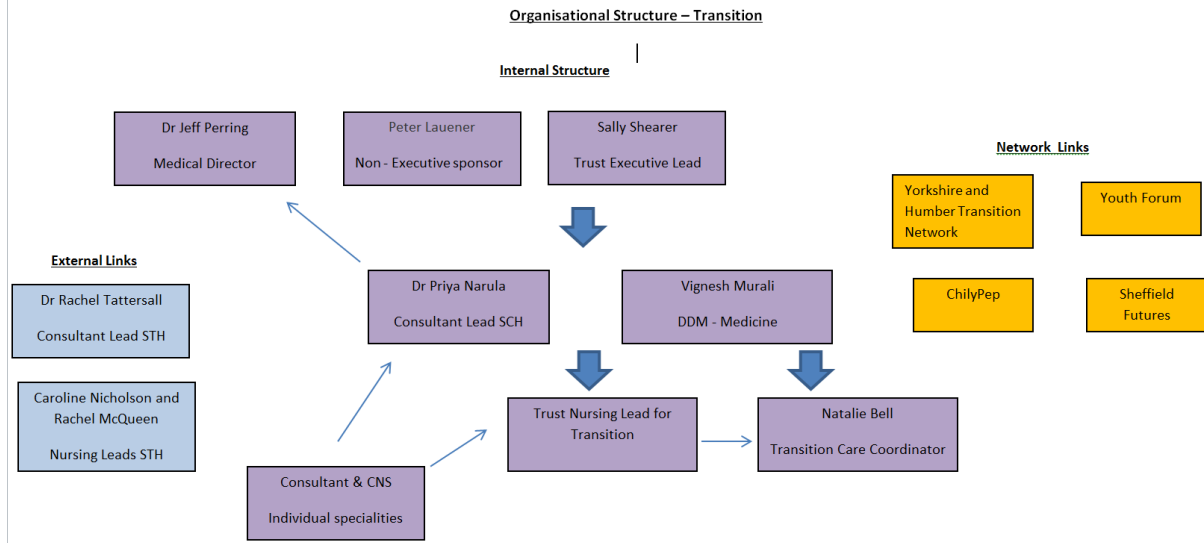 Organisational Structure – Transition
Internal Structure
Dr Jeff Perring
Medical Director
Peter Lauener
Non - Executive sponsor
Sally Shearer
Trust Executive Lead
Network Links
Yorkshire and
Humber Transition
Network
Youth Forum
External Links
Dr Rachel Tattersall
Consultant Lead STH
Dr Priya Narula
Consultant Lead SCH
Vignesh Murali
DDM - Medicine
ChilyPep
Sheffield
Futures
Caroline Nicholson and
Rachel McQueen
Nursing Leads STH
Trust Nursing Lead for
Transition
Natalie Bell
Transition Care Coordinator
Consultant & CNS
Individual specialities